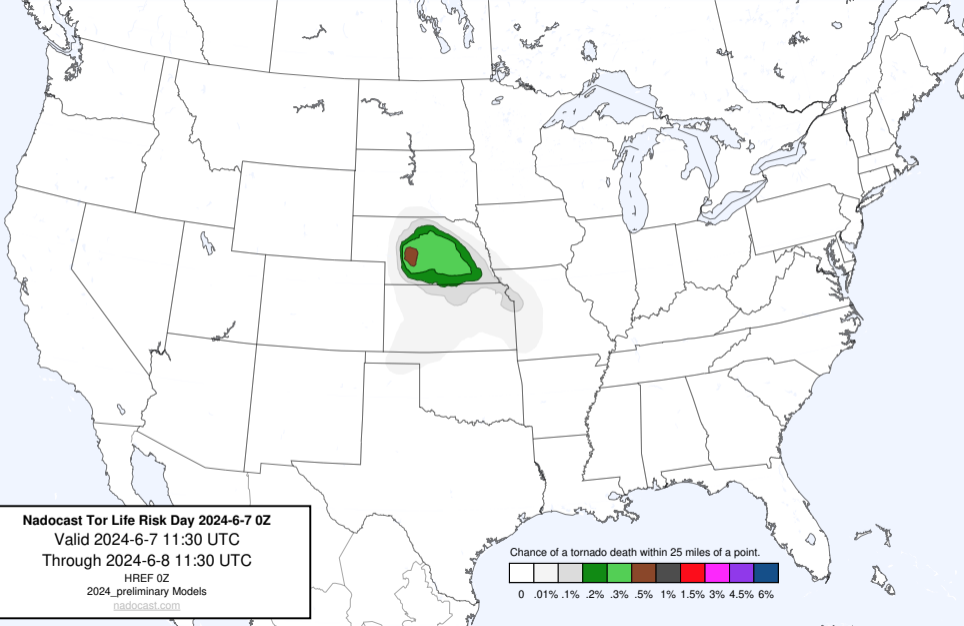 Nadocast Tor Life Risk Day 2024-6-7 0Z
Valid 2024-6-7 11:30 UTC
Through 2024-6-8 11:30 UTC
HREF 0Z
2024_preliminary Models
nadocast.com
Chance of a tornado death within 25 miles of a point.
0 .01% .1% .2% .3% .5% 1% 1.5% 3% 4.5% 6%